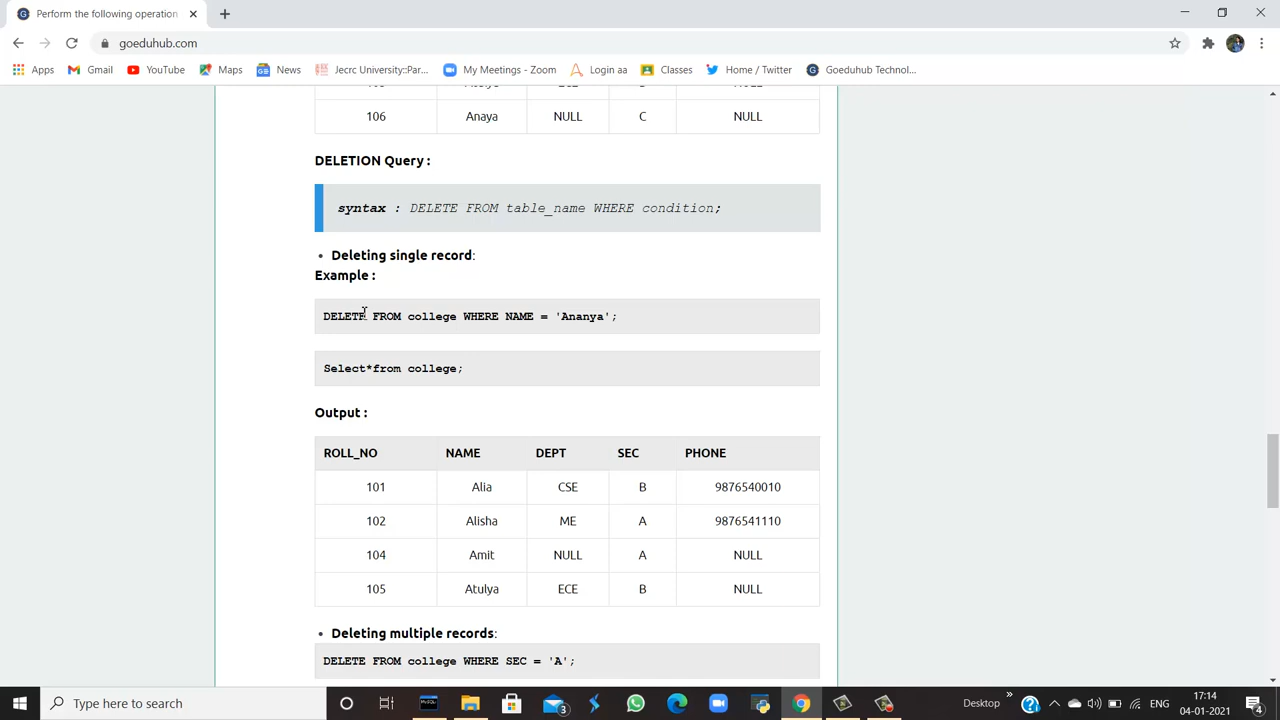 Perform the following operation
goeduhub.com
Apps Gmail YouTube Maps News Jecrc University::Par... My Meetings - Zoom Login aa Classes Home / Twitter Goeduhub Technol...
106 Anaya NULL C NULL
DELETION Query :
syntax : DELETE FROM table_name WHERE condition;
Deleting single record:
Example :
DELETE FROM college WHERE NAME = 'Ananya';
Select*from college;
Output :
ROLL_NO NAME DEPT SEC PHONE
101 Alia CSE B 9876540010
102 Alisha ME A 9876541110
104 Amit NULL A NULL
105 Atulya ECE B NULL
Deleting multiple records:
DELETE FROM college WHERE SEC = 'A';
Type here to search
3
Desktop
»
ENG
17:14
04-01-2021
4